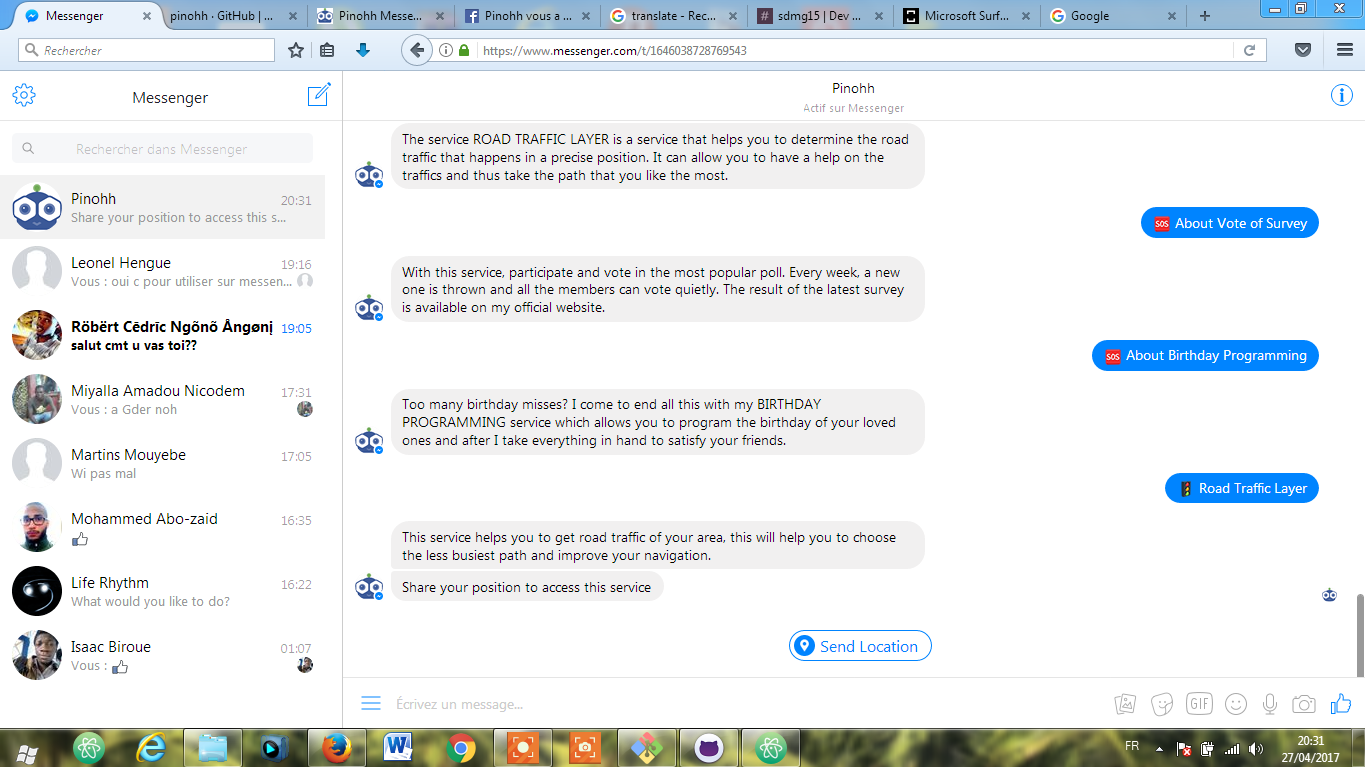 Messenger
pinohh · GitHub | ...
Pinohh Messe...
Pinohh vous a ...
translate - Rec...
sdmg15 | Dev ...
Microsoft Surf...
Google
Rechercher
https://www.messenger.com/t/1646038728769543
Messenger
Rechercher dans Messenger
Pinohh 20:31
Share your position to access this s...
Leonel Hengue 19:16
Vous : oui c pour utiliser sur messen...
Röbërt Cēdrīc Ngõnõ Ångønį 19:05
salut cmt u vas toi??
Miyalla Amadou Nicodem 17:31
Vous : a Gder noh
Martins Mouyebe 17:05
Wi pas mal
Mohammed Abo-zaid 16:35
Life Rhythm 16:22
What would you like to do?
Isaac Biroue 01:07
Vous :
Pinohh
Actif sur Messenger
The service ROAD TRAFFIC LAYER is a service that helps you to determine the road
traffic that happens in a precise position. It can allow you to have a help on the
traffics and thus take the path that you like the most.
SOS About Vote of Survey
With this service, participate and vote in the most popular poll. Every week, a new
one is thrown and all the members can vote quietly. The result of the latest survey
is available on my official website.
SOS About Birthday Programming
Too many birthday misses? I come to end all this with my BIRTHDAY
PROGRAMMING service which allows you to program the birthday of your loved
ones and after I take everything in hand to satisfy your friends.
Road Traffic Layer
This service helps you to get road traffic of your area, this will help you to choose
the less busiest path and improve your navigation.
Share your position to access this service
Send Location
Écrivez un message...
GIF
FR
20:31
27/04/2017